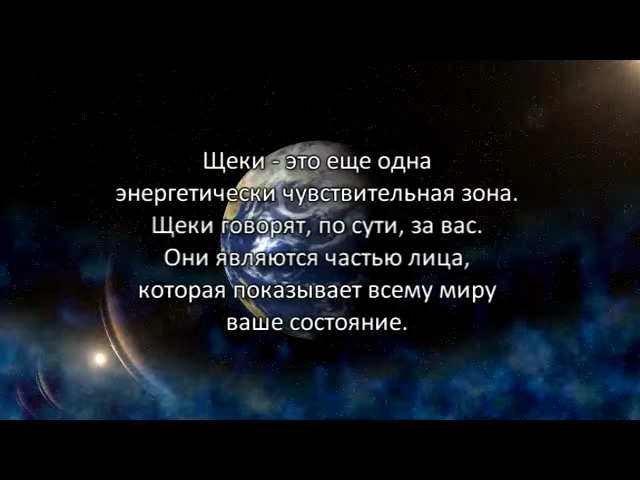 Щеки - это еще одна
энергетически чувствительная зона.
Щеки говорят, по сути, за вас.
Они являются частью лица,
которая показывает всему миру
ваше состояние.